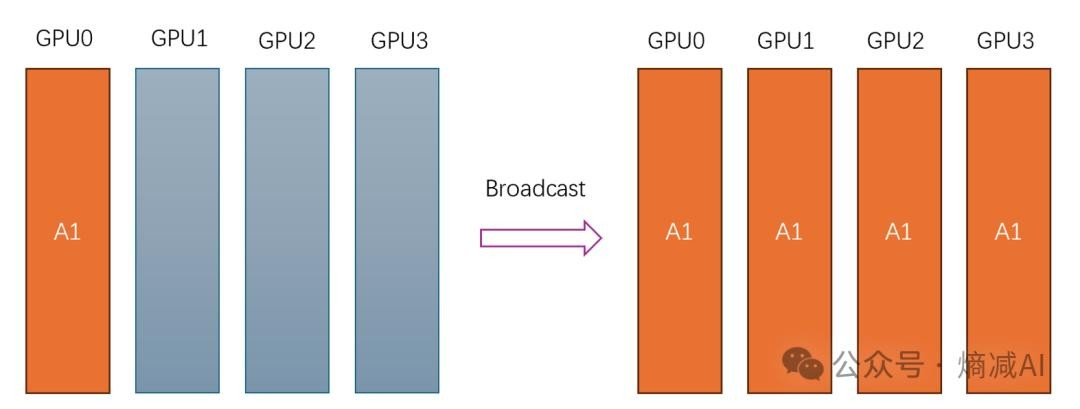 GPU0 GPU1 GPU2 GPU3 GPU0 GPU1 GPU2 GPU3
Broadcast
A1 A1 A1 A1 A1
公众号 · 熵减AI